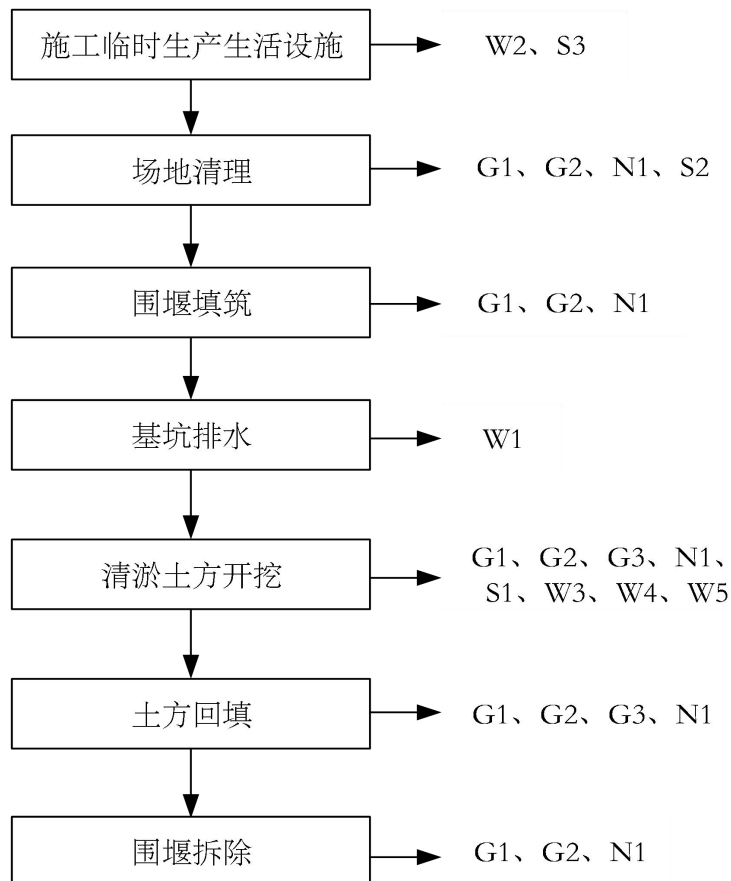 施工临时生产生活设施
W2、S3
场地清理
G1、G2、N1、S2
围堰填筑
G1、G2、N1
基坑排水
W1
清淤土方开挖
G1、G2、G3、N1、
S1、W3、W4、W5
土方回填
G1、G2、G3、N1
围堰拆除
G1、G2、N1